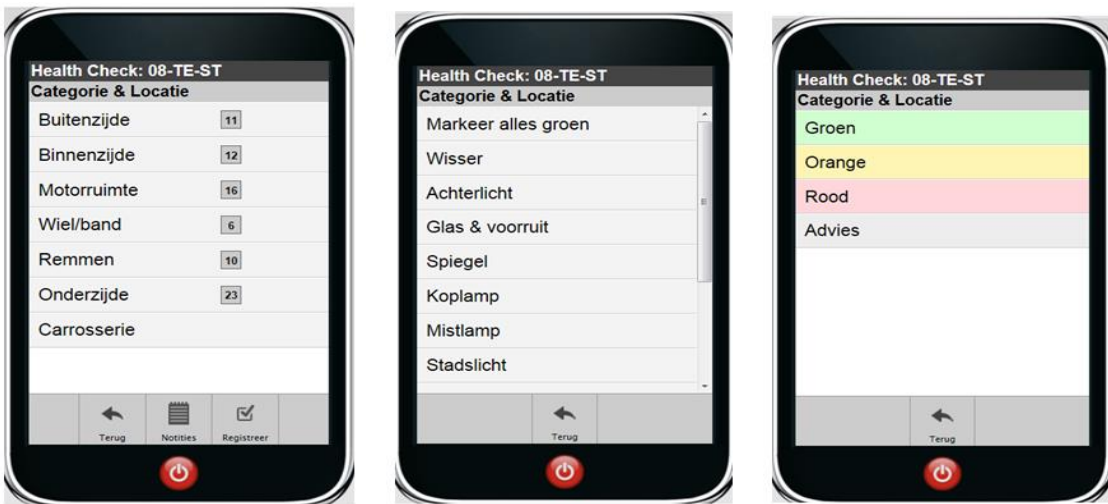 Health Check: 08-TE-ST
Categorie & Locatie
Buitenzijde 11
Binnenzijde 12
Motorruimte 16
Wiel/band 6
Remmen 10
Onderzijde 23
Carrosserie
Terug Notities Registreer
Health Check: 08-TE-ST
Categorie & Locatie
Markeer alles groen
Wisser
Achterlicht
Glas & voorruit
Spiegel
Koplamp
Mistlamp
Stadslicht
Terug
Health Check: 08-TE-ST
Categorie & Locatie
Groen
Orange
Rood
Advies
Terug